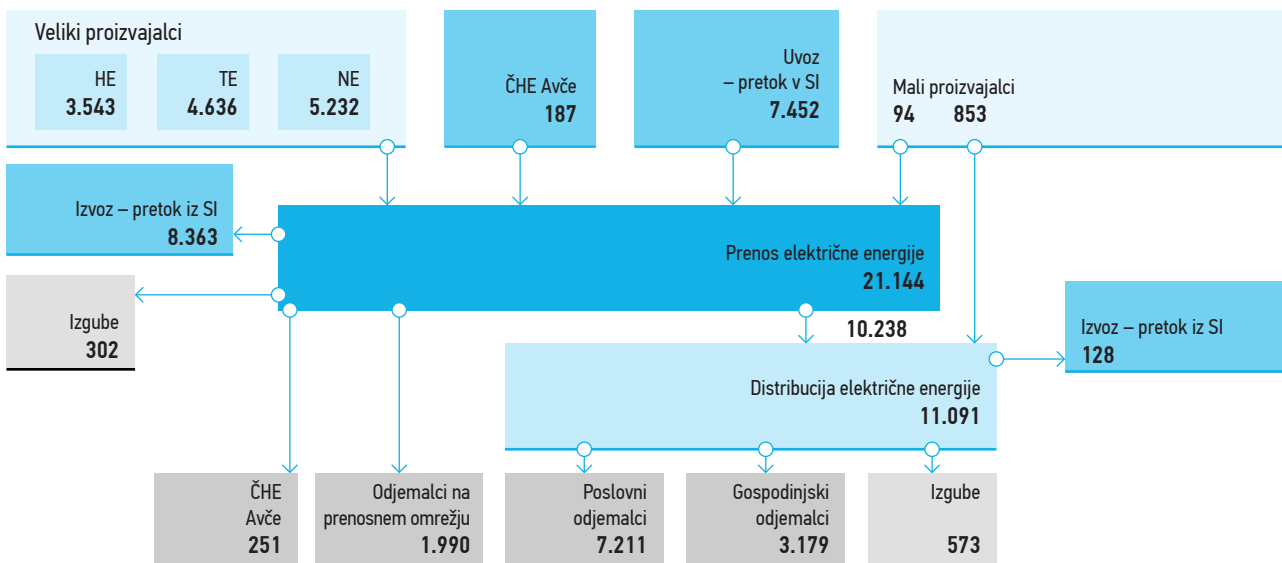 Veliki proizvajalci
HE
3.543
TE
4.636
NE
5.232
ČHE Avče
187
Uvoz
– pretok v SI
7.452
Mali proizvajalci
94 853
Izvoz – pretok iz SI
8.363
Prenos električne energije
21.144
Izgube
302
10.238
Izvoz – pretok iz SI
128
Distribucija električne energije
11.091
ČHE
Avče
251
Odjemalci na
prenosnem omrežju
1.990
Poslovni
odjemalci
7.211
Gospodinjski
odjemalci
3.179
Izgube
573